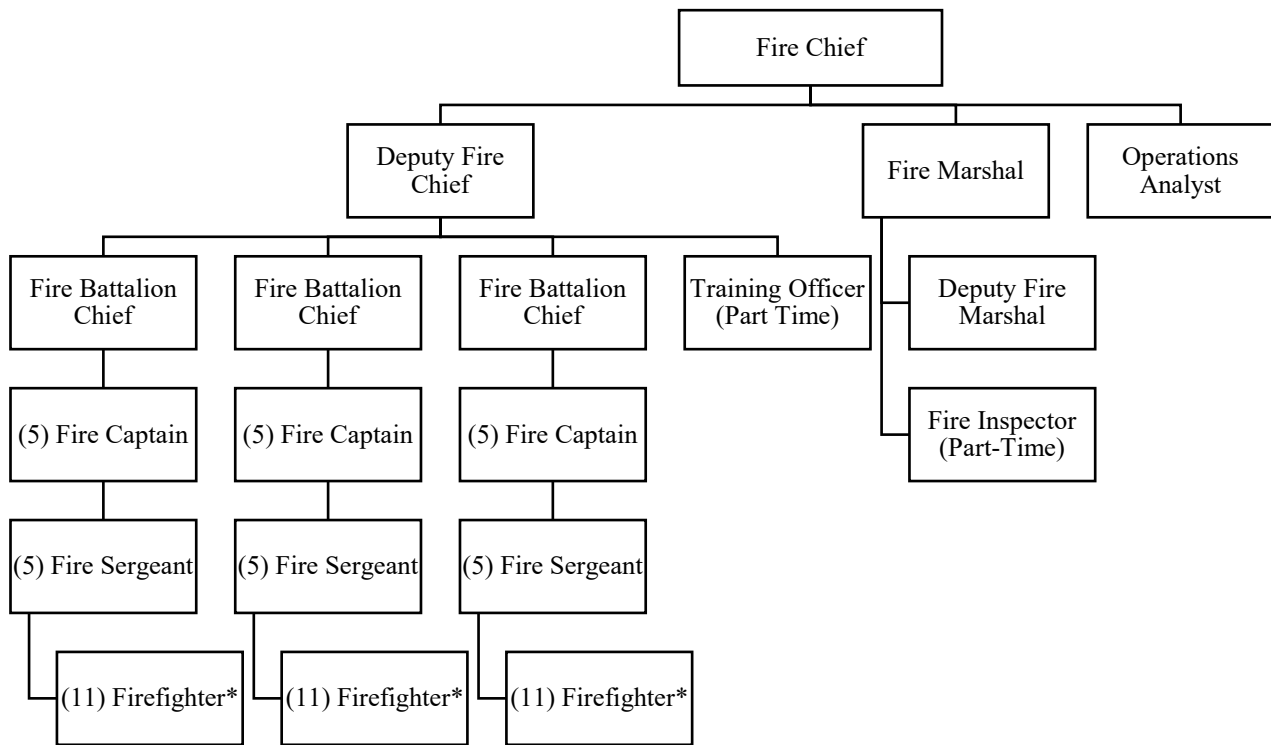 Fire Chief
Deputy Fire
Chief
Fire Marshal
Operations
Analyst
Fire Battalion
Chief
Fire Battalion
Chief
Fire Battalion
Chief
Training Officer
(Part Time)
Deputy Fire
Marshal
(5) Fire Captain
(5) Fire Captain
(5) Fire Captain
Fire Inspector
(Part-Time)
(5) Fire Sergeant
(5) Fire Sergeant
(5) Fire Sergeant
(11) Firefighter*
(11) Firefighter*
(11) Firefighter*